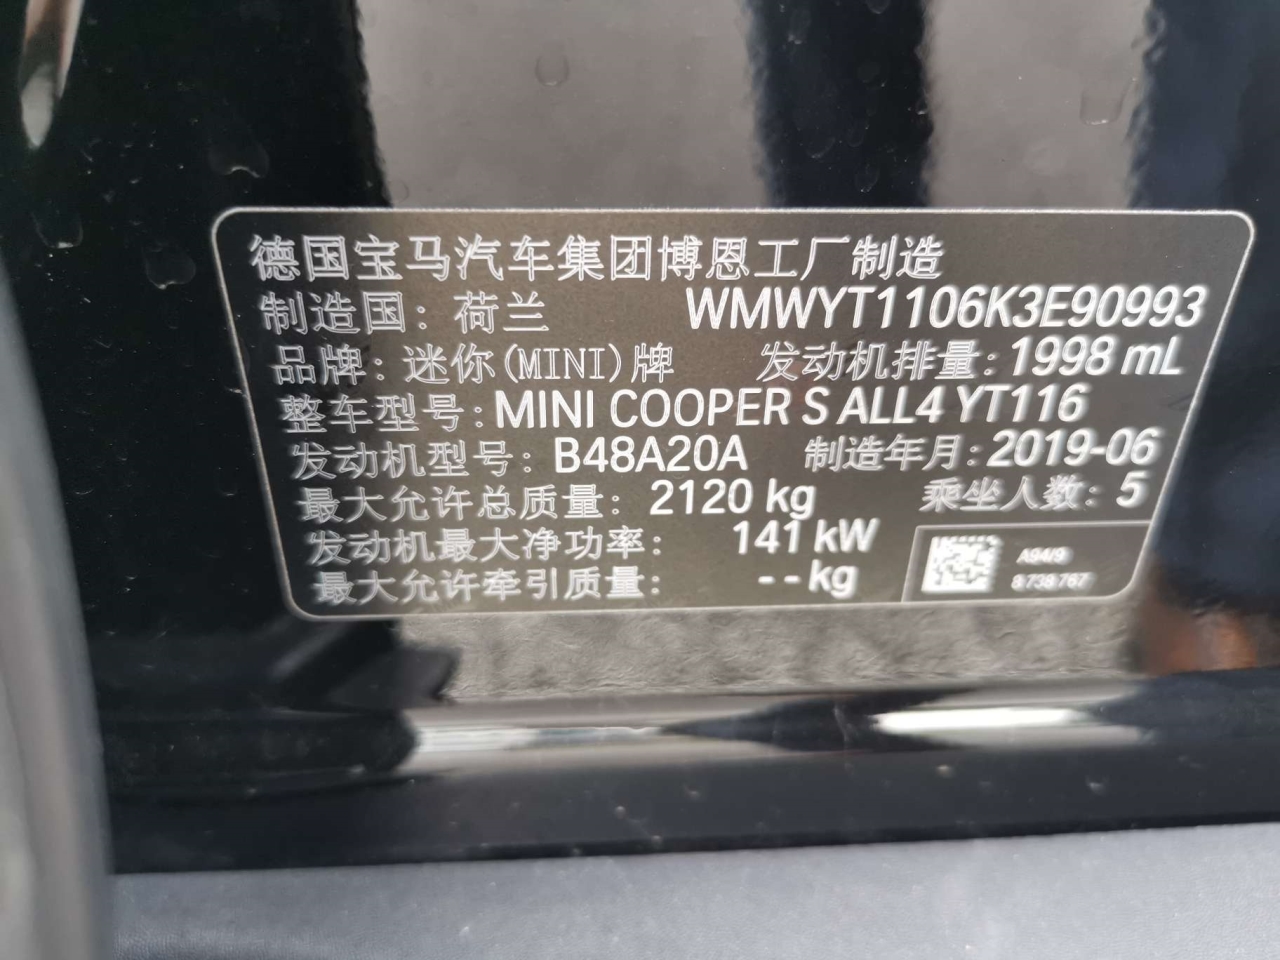 德国宝马汽车集团博恩工厂制造
制造国：荷兰 WMWYT1106K3E90993
品牌：迷你(MINI)牌 发动机排量：1998 mL
整车型号：MINI COOPER S ALL4 YT116
发动机型号：B48A20A 制造年月：2019-06
最大允许总质量：2120 kg 乘坐人数：5
发动机最大净功率：141 kW
最大允许牵引质量：--kg
A94/9
8 738 767